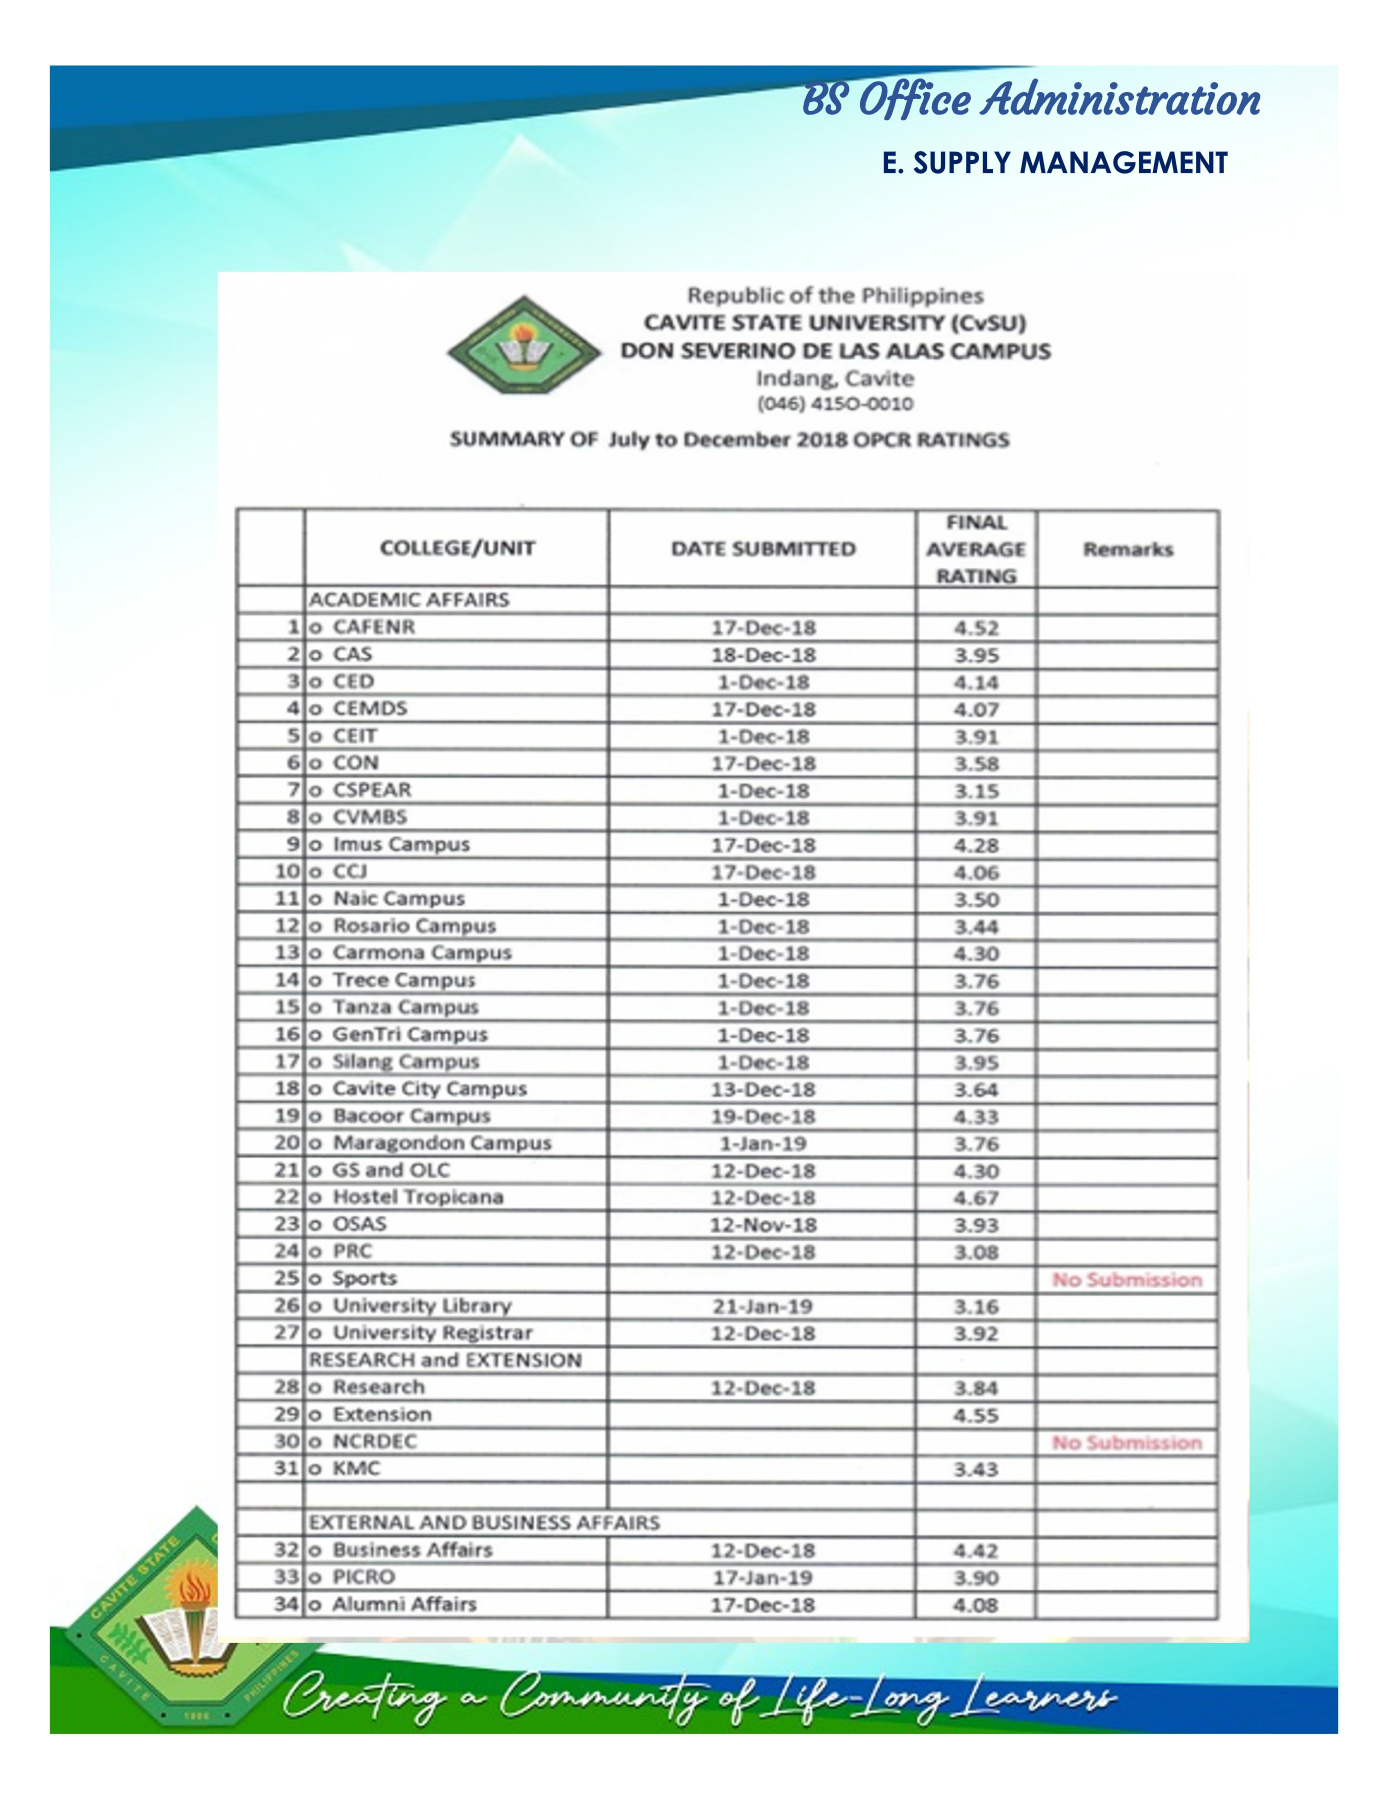 BS Office Administration
E. SUPPLY MANAGEMENT
Republic of the Philippines
CAVITE STATE UNIVERSITY (CvSU)
DON SEVERINO DE LAS ALAS CAMPUS
Indang, Cavite
(046) 415O-0010
SUMMARY OF July to December 2018 OPCR RATINGS
COLLEGE/UNIT DATE SUBMITTED FINAL AVERAGE RATING Remarks
ACADEMIC AFFAIRS
1 o CAFENR 17-Dec-18 4.52
2 o CAS 18-Dec-18 3.95
3 o CED 1-Dec-18 4.14
4 o CEMDS 17-Dec-18 4.07
5 o CEIT 1-Dec-18 3.91
6 o CON 17-Dec-18 3.58
7 o CSPEAR 1-Dec-18 3.15
8 o CVMBS 1-Dec-18 3.91
9 o Imus Campus 17-Dec-18 4.28
10 o CCJ 17-Dec-18 4.06
11 o Naic Campus 1-Dec-18 3.50
12 o Rosario Campus 1-Dec-18 3.44
13 o Carmona Campus 1-Dec-18 4.30
14 o Trece Campus 1-Dec-18 3.76
15 o Tanza Campus 1-Dec-18 3.76
16 o GenTri Campus 1-Dec-18 3.76
17 o Silang Campus 1-Dec-18 3.95
18 o Cavite City Campus 13-Dec-18 3.64
19 o Bacoor Campus 19-Dec-18 4.33
20 o Maragondon Campus 1-Jan-19 3.76
21 o GS and OLC 12-Dec-18 4.30
22 o Hostel Tropicana 12-Dec-18 4.67
23 o OSAS 12-Nov-18 3.93
24 o PRC 12-Dec-18 3.08
25 o Sports No Submission
26 o University Library 21-Jan-19 3.16
27 o University Registrar 12-Dec-18 3.92
RESEARCH and EXTENSION
28 o Research 12-Dec-18 3.84
29 o Extension 4.55
30 o NCRDEC No Submission
31 o KMC 3.43
EXTERNAL AND BUSINESS AFFAIRS
32 o Business Affairs 12-Dec-18 4.42
33 o PICRO 17-Jan-19 3.90
34 o Alumni Affairs 17-Dec-18 4.08
CAVITE STATE
CAVITE
PHILIPPINES
1906
Creating a Community of Life-Long Learners